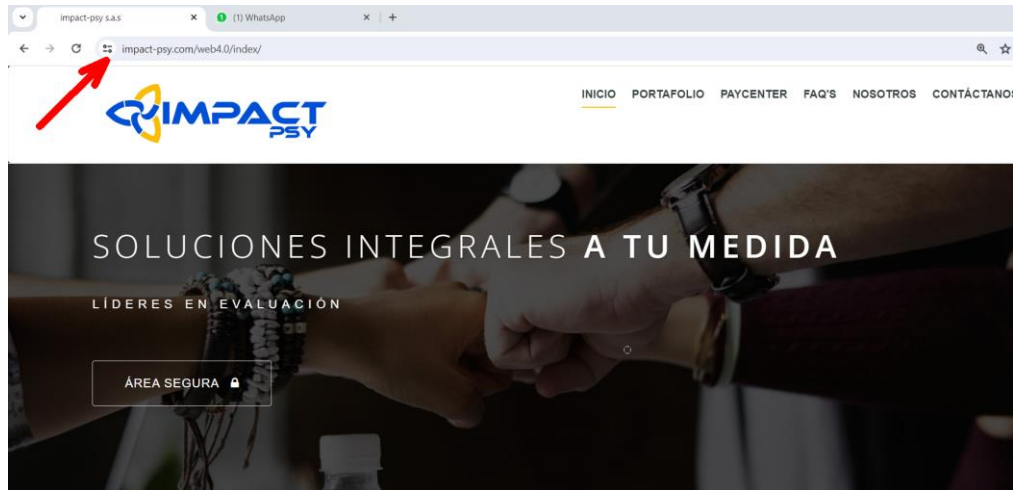 impact-psy s.a.s
(1) WhatsApp
impact-psy.com/web4.0/index/
IMPACT
PSY
INICIO PORTAFOLIO PAYCENTER FAQ'S NOSOTROS CONTÁCTANOS
SOLUCIONES INTEGRALES A TU MEDIDA
LÍDERES EN EVALUACIÓN
ÁREA SEGURA